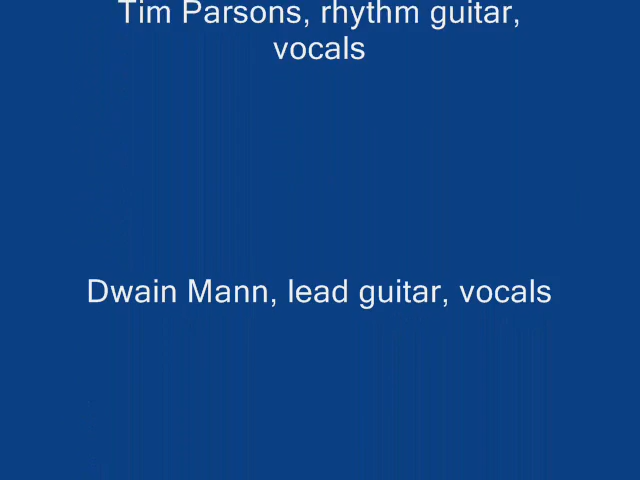 Tim Parsons, rhythm guitar,
vocals
Dwain Mann, lead guitar, vocals